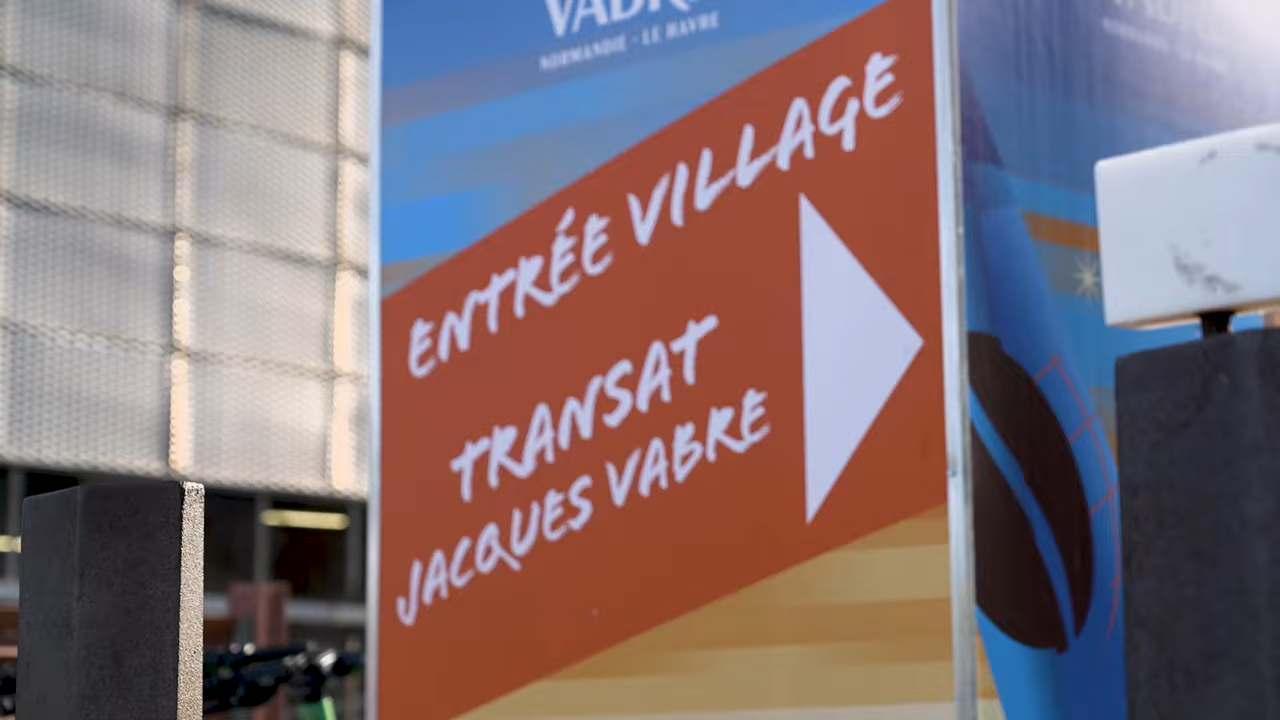 NORMANDIE - LE HAVRE
ENTRÉE VILLAGE
TRANSAT
JACQUES VABRE